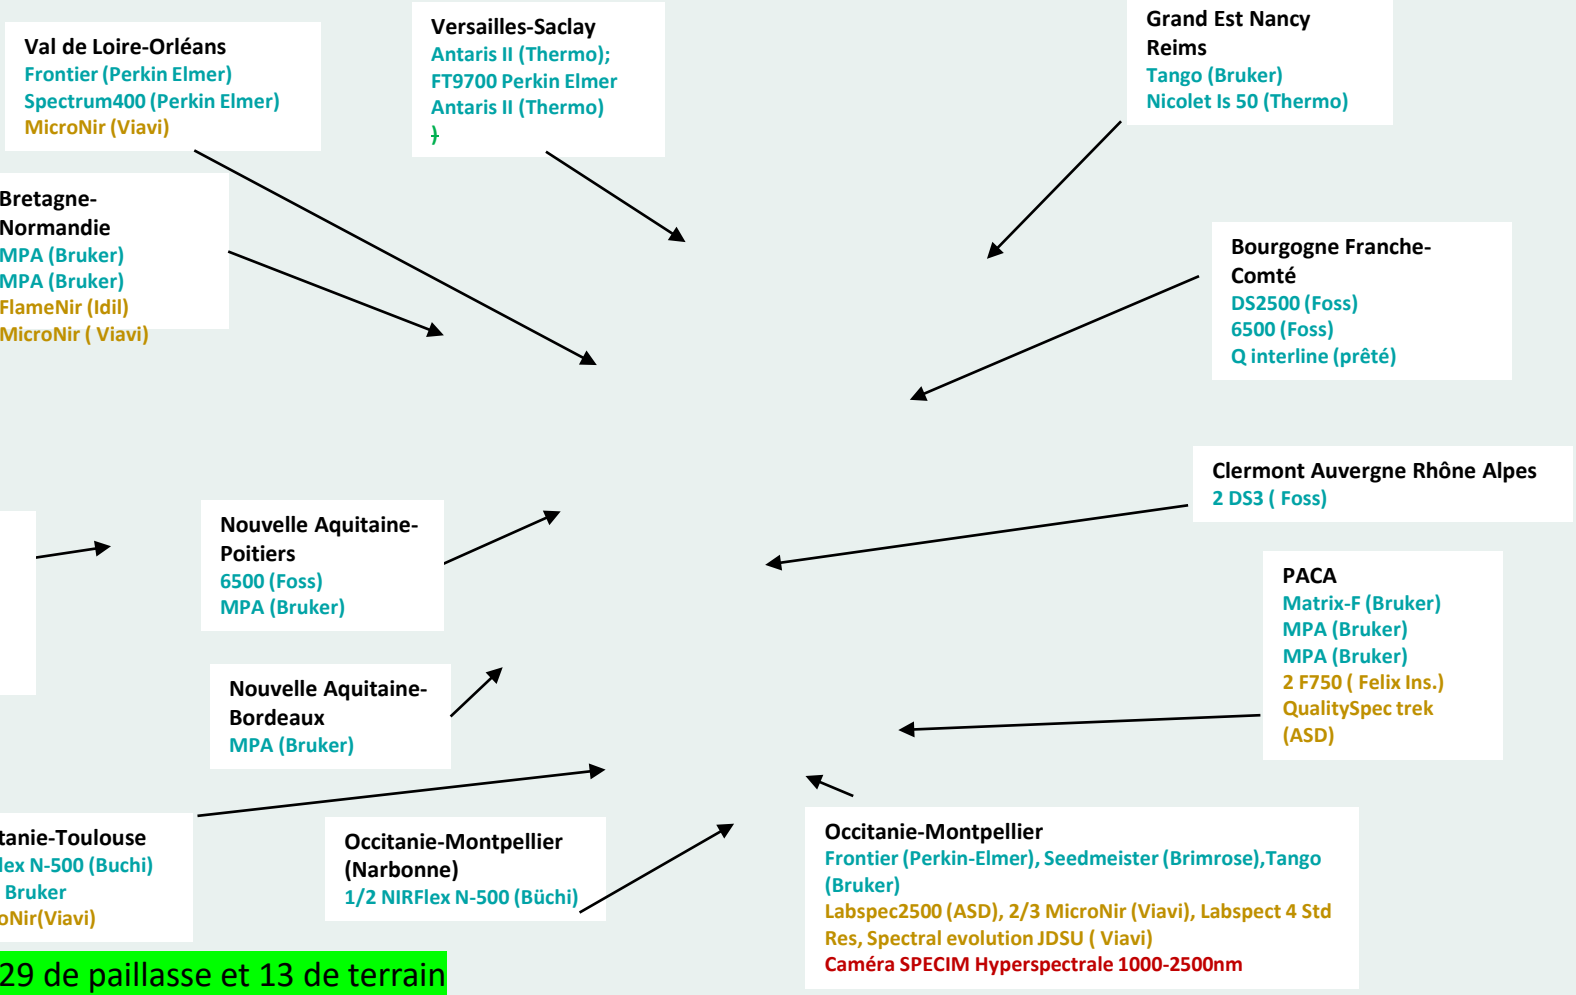 Val de Loire-Orléans
Frontier (Perkin Elmer)
Spectrum400 (Perkin Elmer)
MicroNir (Viavi)
Versailles-Saclay
Antaris II (Thermo);
FT9700 Perkin Elmer
Antaris II (Thermo)
)
Grand Est Nancy
Reims
Tango (Bruker)
Nicolet Is 50 (Thermo)
Bretagne-
Normandie
MPA (Bruker)
MPA (Bruker)
FlameNir (Idil)
MicroNir ( Viavi)
Bourgogne Franche-
Comté
DS2500 (Foss)
6500 (Foss)
Q interline (prêté)
Clermont Auvergne Rhône Alpes
2 DS3 ( Foss)
Nouvelle Aquitaine-
Poitiers
6500 (Foss)
MPA (Bruker)
PACA
Matrix-F (Bruker)
MPA (Bruker)
MPA (Bruker)
2 F750 ( Felix Ins.)
QualitySpec trek
(ASD)
Nouvelle Aquitaine-
Bordeaux
MPA (Bruker)
tanie-Toulouse
lex N-500 (Buchi)
Bruker
oNir(Viavi)
Occitanie-Montpellier
(Narbonne)
1/2 NIRFlex N-500 (Büchi)
Occitanie-Montpellier
Frontier (Perkin-Elmer), Seedmeister (Brimrose),Tango
(Bruker)
Labspec2500 (ASD), 2/3 MicroNir (Viavi), Labspect 4 Std
Res, Spectral evolution JDSU ( Viavi)
Caméra SPECIM Hyperspectrale 1000-2500nm
29 de paillasse et 13 de terrain